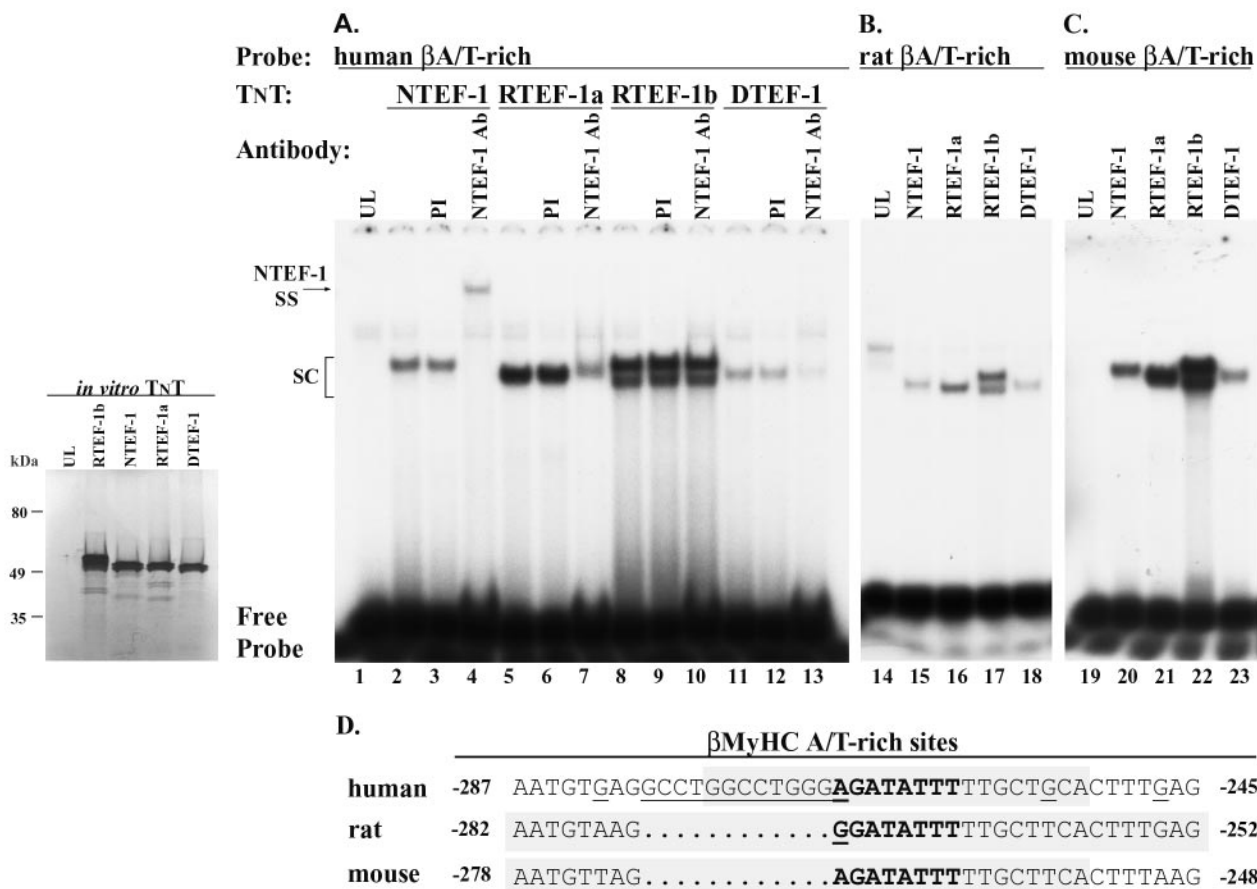 A.
B.
C.
Probe: human βA/T-rich rat βA/T-rich mouse βA/T-rich
TNT: NTEF-1 RTEF-1a RTEF-1b DTEF-1
Antibody:
UL
PI
NTEF-1 Ab
PI
NTEF-1 Ab
PI
NTEF-1 Ab
PI
NTEF-1 Ab
UL
NTEF-1
RTEF-1a
RTEF-1b
DTEF-1
UL
NTEF-1
RTEF-1a
RTEF-1b
DTEF-1
NTEF-1
SS
SC
in vitro TNT
UL
RTEF-1b
NTEF-1
RTEF-1a
DTEF-1
kDa
80
49
35
Free
Probe
1 2 3 4 5 6 7 8 9 10 11 12 13 14 15 16 17 18 19 20 21 22 23
D.
βMyHC A/T-rich sites
human -287 AATGTGAGGCCTGGCCTGGGAGATATTTTTGCTGCACTTTGAG -245
rat -282 AATGTAAG............GGATATTTTTGCTTCACTTTGAG -252
mouse -278 AATGTTAG............AGATATTTTTGCTTCACTTTAAG -248